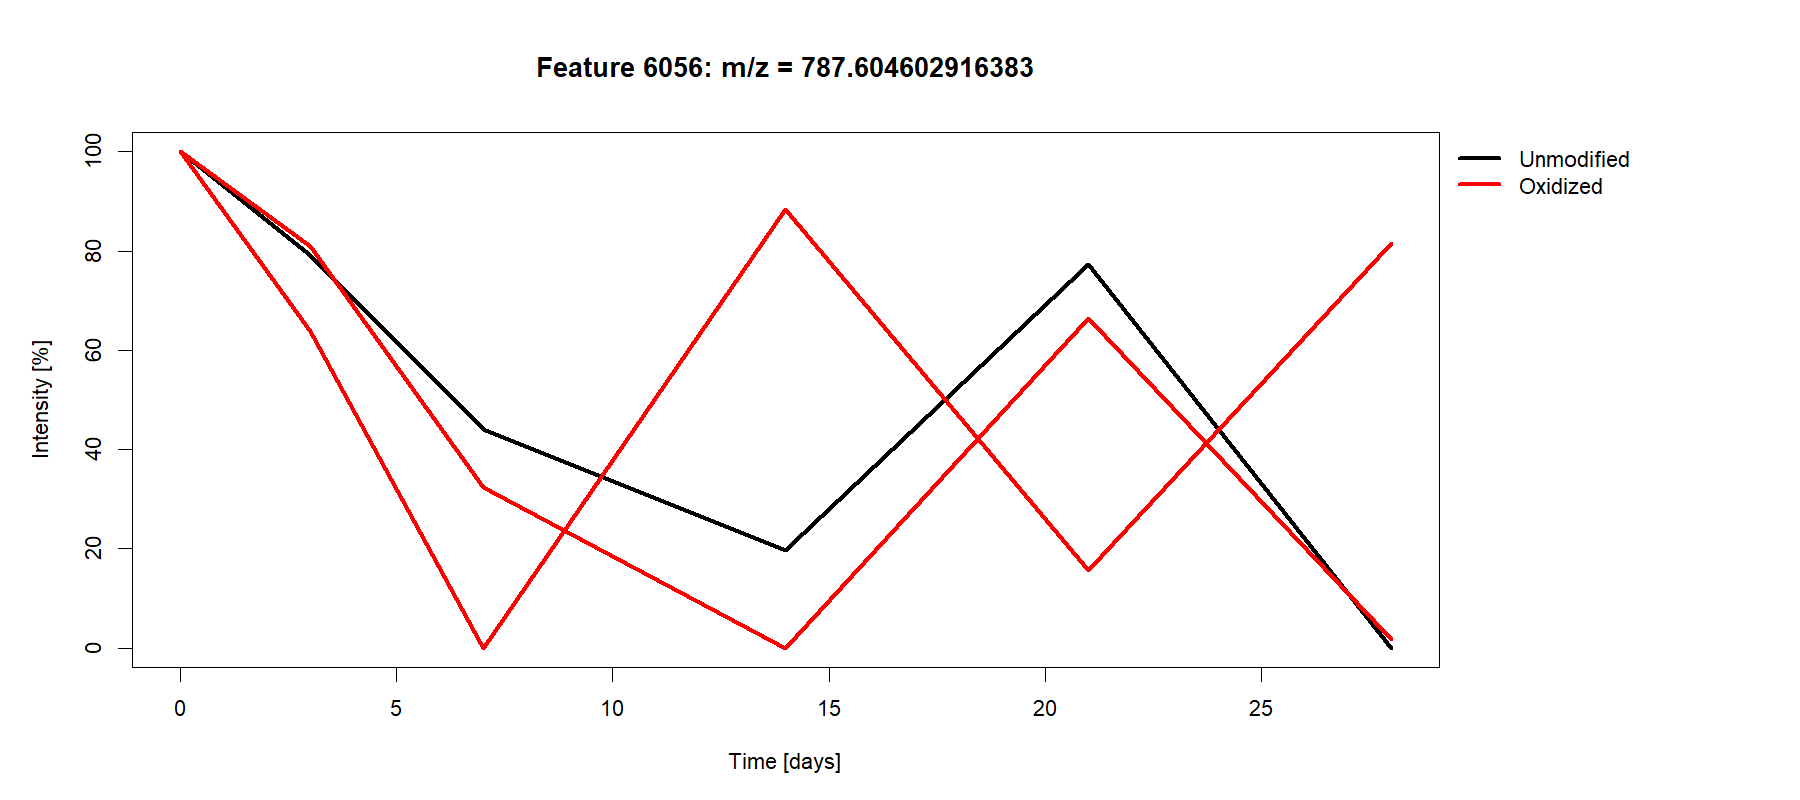 Feature 6056: m/z = 787.604602916383
Unmodified
Oxidized
100
80
60
40
20
0
Intensity [%]
0 5 10 15 20 25
Time [days]